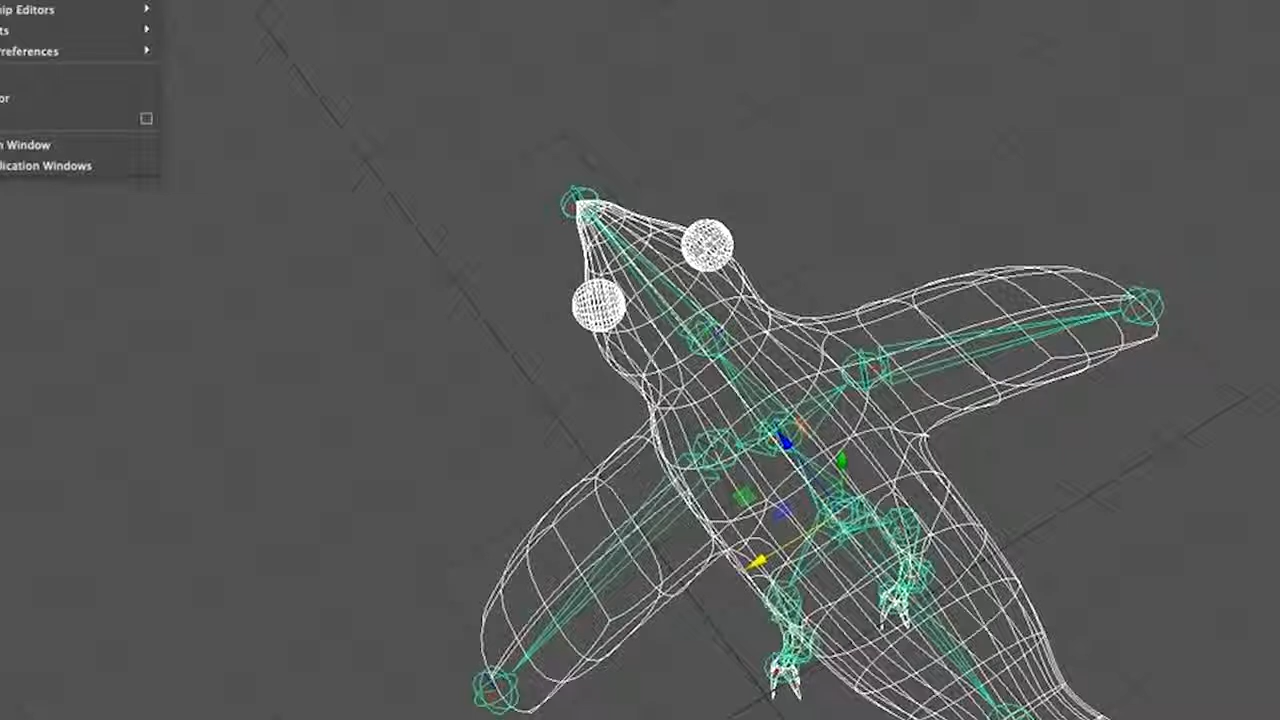 ip Editors
ts
references
or
n Window
lication Windows